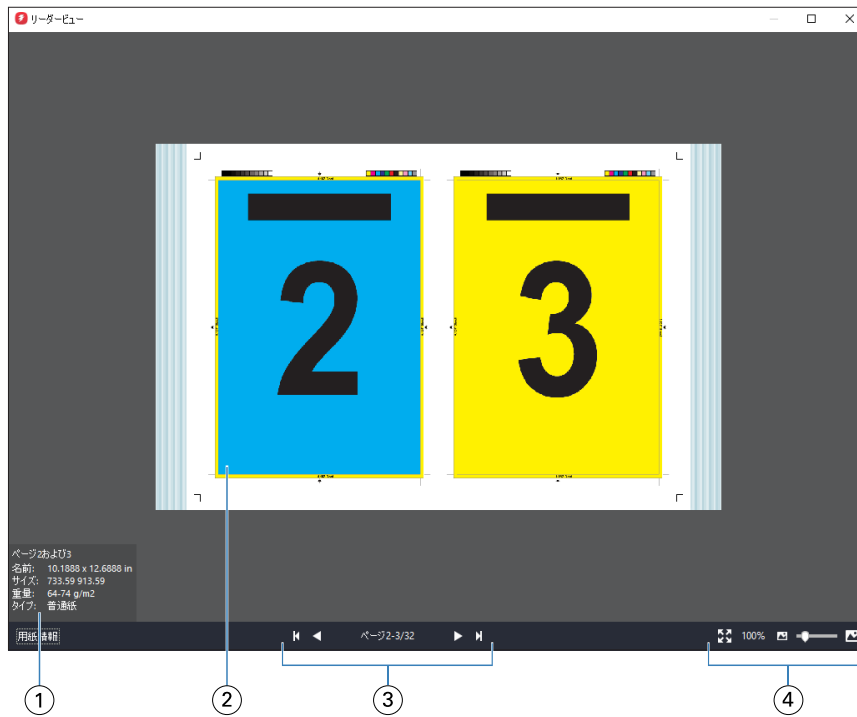 リーダービュー
2
3
ページ2および3
名前: 10.1888 x 12.6888 in
サイズ: 733.59 913.59
重量: 64-74 g/m2
タイプ: 普通紙
用紙情報
ページ2-3/32
100%
1
2
3
4